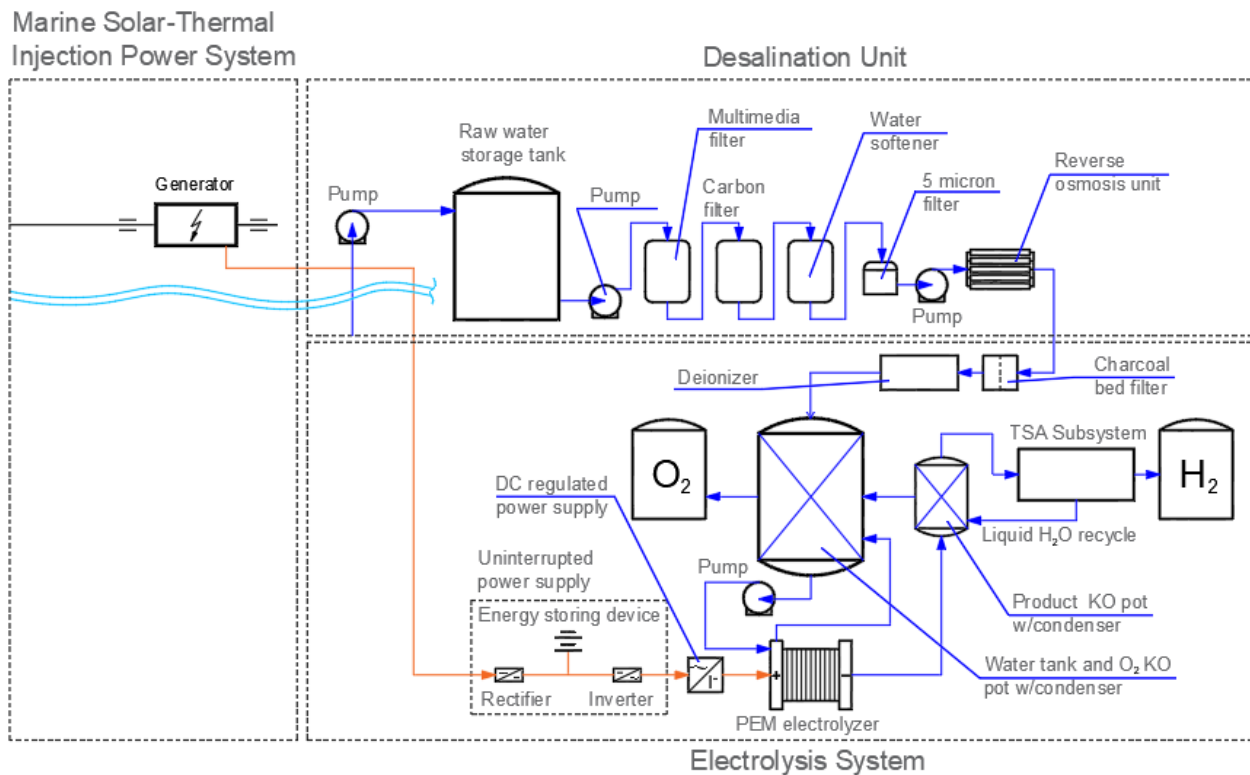 Marine Solar-Thermal
Injection Power System
Desalination Unit
Generator
Pump
Raw water
storage tank
Pump
Multimedia
filter
Carbon
filter
Water
softener
5 micron
filter
Pump
Reverse
osmosis unit
Deionizer
Charcoal
bed filter
O₂
TSA Subsystem
H₂
Liquid H₂O recycle
DC regulated
power supply
Uninterrupted
power supply
Energy storing device
Rectifier
Inverter
Pump
+
−
PEM electrolyzer
Product KO pot
w/condenser
Water tank and O₂ KO
pot w/condenser
Electrolysis System